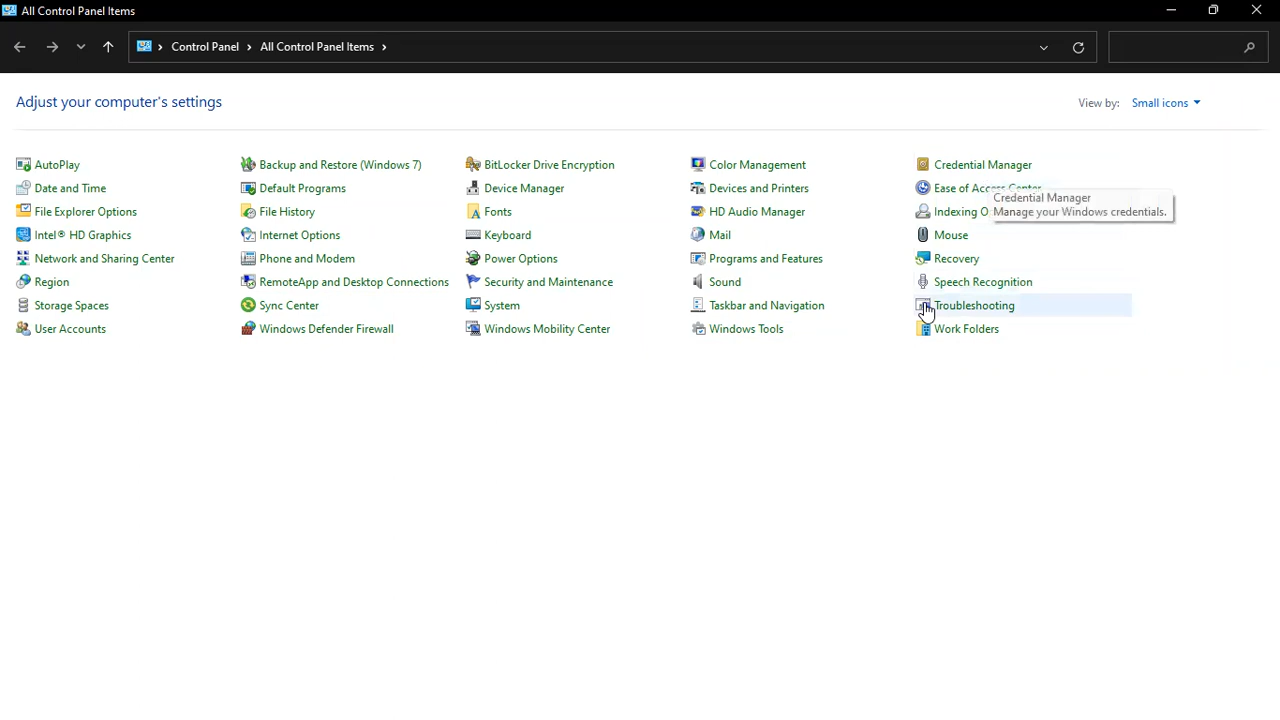 All Control Panel Items
Control Panel > All Control Panel Items >
Adjust your computer's settings
View by: Small icons
AutoPlay
Backup and Restore (Windows 7)
BitLocker Drive Encryption
Color Management
Credential Manager
Date and Time
Default Programs
Device Manager
Devices and Printers
Ease of Access Center
Credential Manager
Manage your Windows credentials.
File Explorer Options
File History
Fonts
HD Audio Manager
Indexing O
Intel® HD Graphics
Internet Options
Keyboard
Mail
Mouse
Network and Sharing Center
Phone and Modem
Power Options
Programs and Features
Recovery
Region
RemoteApp and Desktop Connections
Security and Maintenance
Sound
Speech Recognition
Storage Spaces
Sync Center
System
Taskbar and Navigation
Troubleshooting
User Accounts
Windows Defender Firewall
Windows Mobility Center
Windows Tools
Work Folders